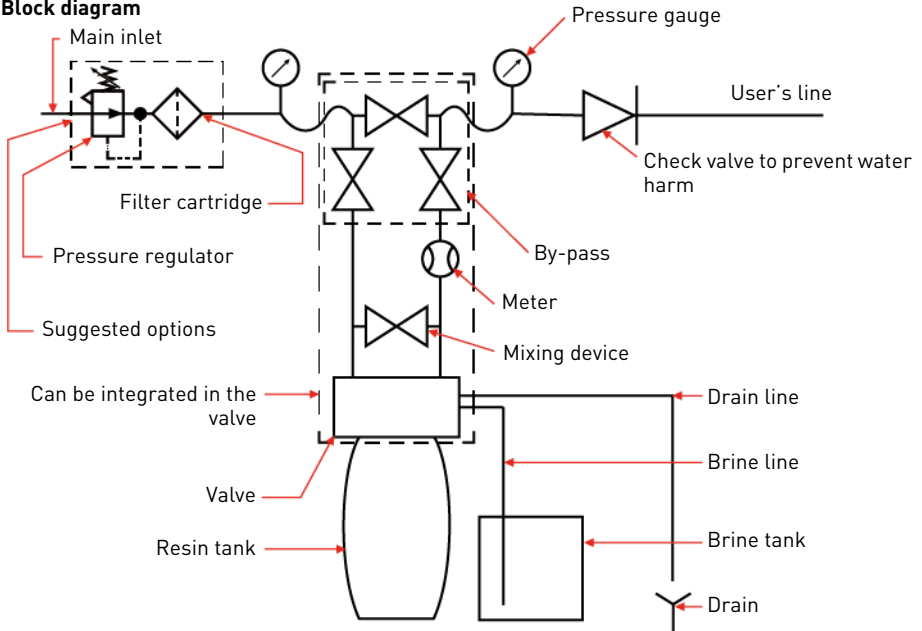 Block diagram
Main inlet
Pressure gauge
User's line
Check valve to prevent water
harm
Filter cartridge
Pressure regulator
By-pass
Meter
Suggested options
Mixing device
Can be integrated in the
valve
Drain line
Brine line
Valve
Resin tank
Brine tank
Drain